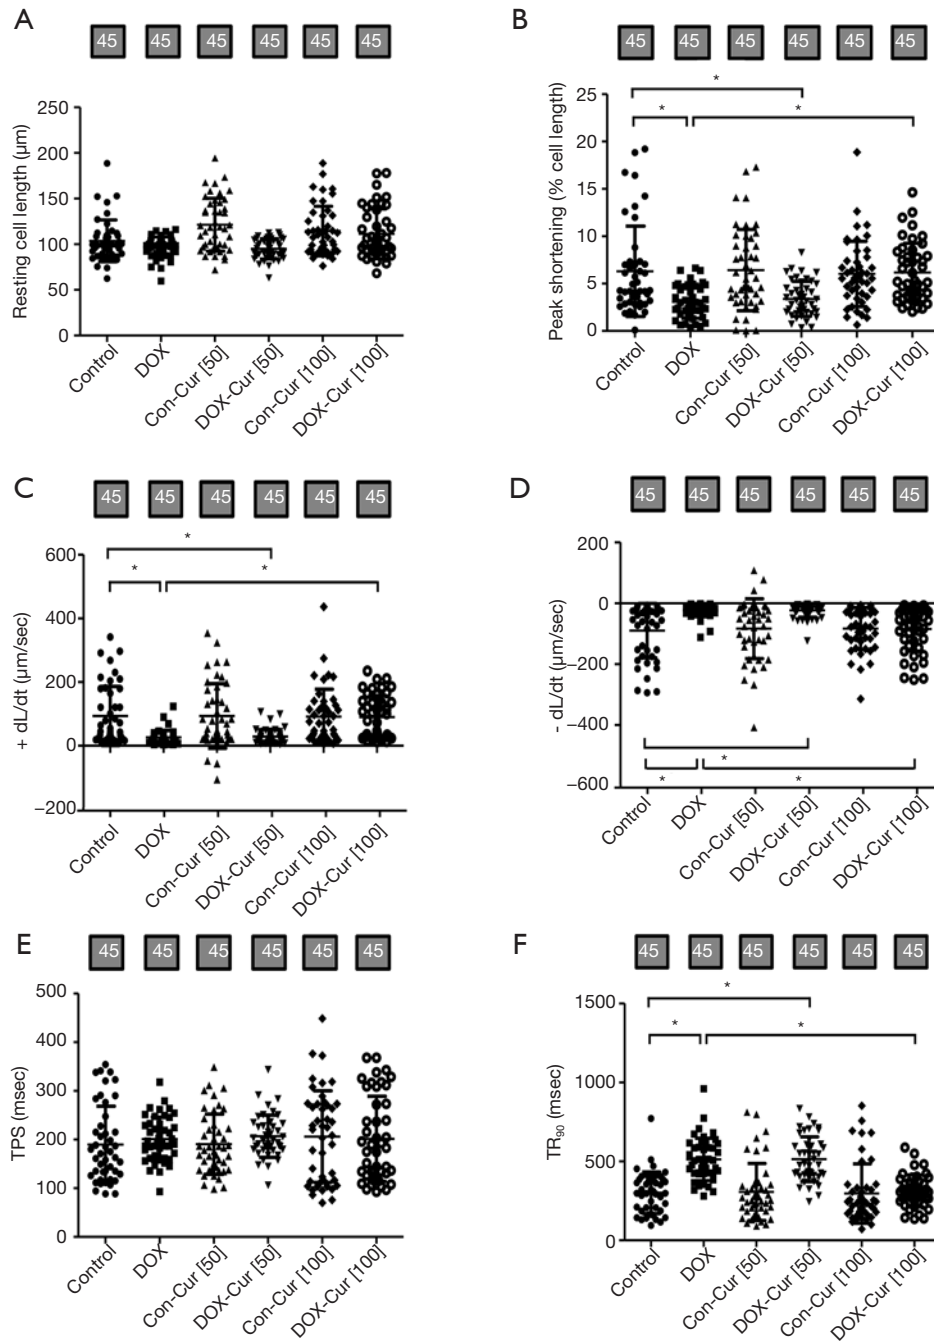 A
45 45 45 45 45 45
250
200
150
100
50
0
Resting cell length (µm)
Control
DOX
Con-Cur [50]
DOX-Cur [50]
Con-Cur [100]
DOX-Cur [100]
B
45 45 45 45 45 45
25
20
15
10
5
0
Peak shortening (% cell length)
*
*
*
Control
DOX
Con-Cur [50]
DOX-Cur [50]
Con-Cur [100]
DOX-Cur [100]
C
45 45 45 45 45 45
600
400
200
0
–200
+ dL/dt (µm/sec)
*
*
*
Control
DOX
Con-Cur [50]
DOX-Cur [50]
Con-Cur [100]
DOX-Cur [100]
D
45 45 45 45 45 45
200
0
–200
–400
–600
- dL/dt (µm/sec)
*
*
*
Control
DOX
Con-Cur [50]
DOX-Cur [50]
Con-Cur [100]
DOX-Cur [100]
E
45 45 45 45 45 45
500
400
300
200
100
0
TPS (msec)
Control
DOX
Con-Cur [50]
DOX-Cur [50]
Con-Cur [100]
DOX-Cur [100]
F
45 45 45 45 45 45
1500
1000
500
0
TR₉₀ (msec)
*
*
*
Control
DOX
Con-Cur [50]
DOX-Cur [50]
Con-Cur [100]
DOX-Cur [100]